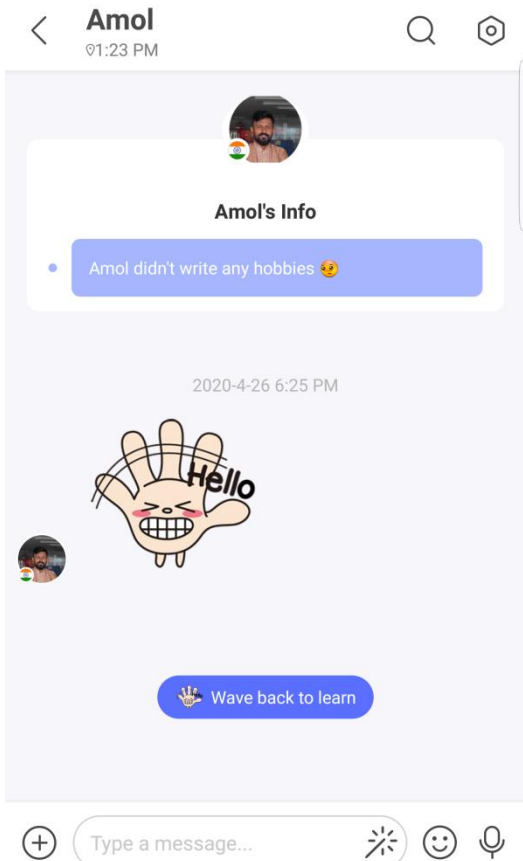 Amol
1:23 PM
Amol's Info
Amol didn't write any hobbies
2020-4-26 6:25 PM
Hello
Wave back to learn
Type a message...